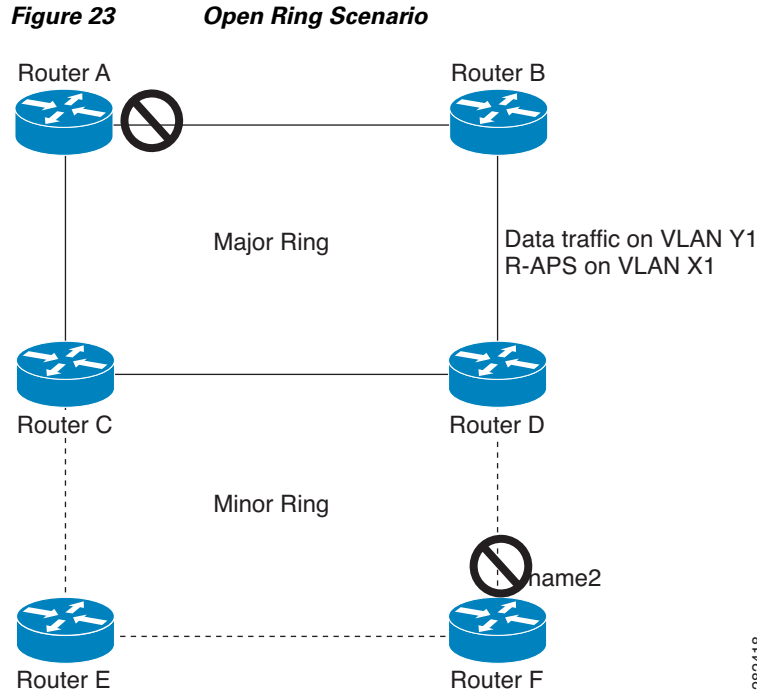 Figure 23 Open Ring Scenario
Router A
Router B
Major Ring
Data traffic on VLAN Y1
R-APS on VLAN X1
Router C
Router D
Minor Ring
name2
Router E
Router F